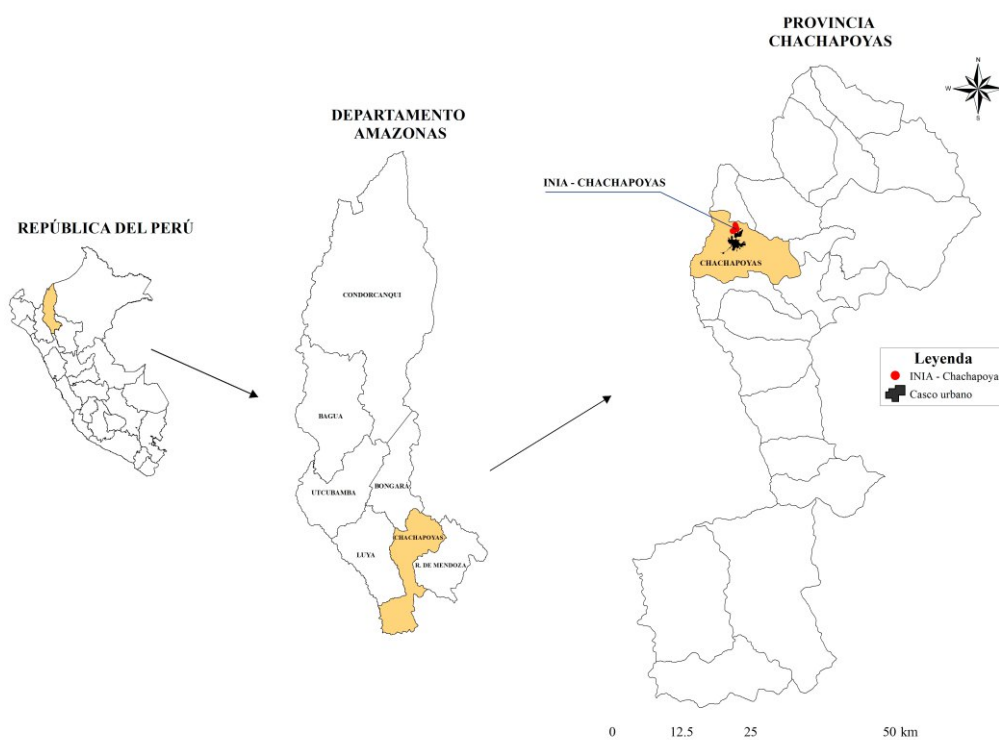 PROVINCIA
CHACHAPOYAS
N
W
E
S
DEPARTAMENTO
AMAZONAS
INIA - CHACHAPOYAS
REPÚBLICA DEL PERÚ
CHACHAPOYAS
CONDORCANQUI
Leyenda
INIA - Chachapoya
Casco urbano
BAGUA
UTCUBAMBA
BONGARA
CHACHAPOYAS
LUYA
R. DE MENDOZA
0 12.5 25 50 km